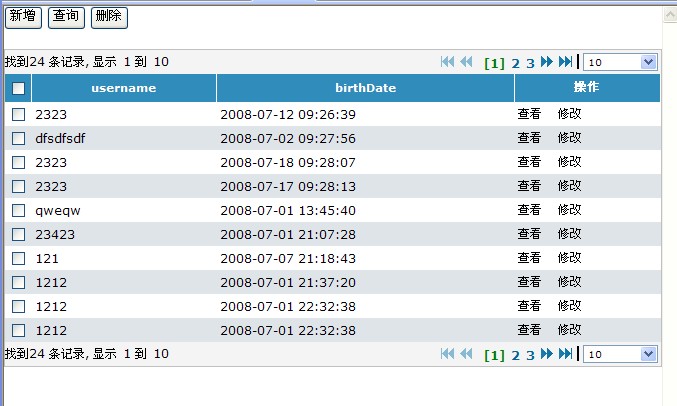 新增 查询 删除
找到24 条记录, 显示 1 到 10 [1] 2 3 10
username birthDate 操作
2323 2008-07-12 09:26:39 查看 修改
dfsdfsdf 2008-07-02 09:27:56 查看 修改
2323 2008-07-18 09:28:07 查看 修改
2323 2008-07-17 09:28:13 查看 修改
qweqw 2008-07-01 13:45:40 查看 修改
23423 2008-07-01 21:07:28 查看 修改
121 2008-07-07 21:18:43 查看 修改
1212 2008-07-01 21:37:20 查看 修改
1212 2008-07-01 22:32:38 查看 修改
1212 2008-07-01 22:32:38 查看 修改
找到24 条记录, 显示 1 到 10 [1] 2 3 10